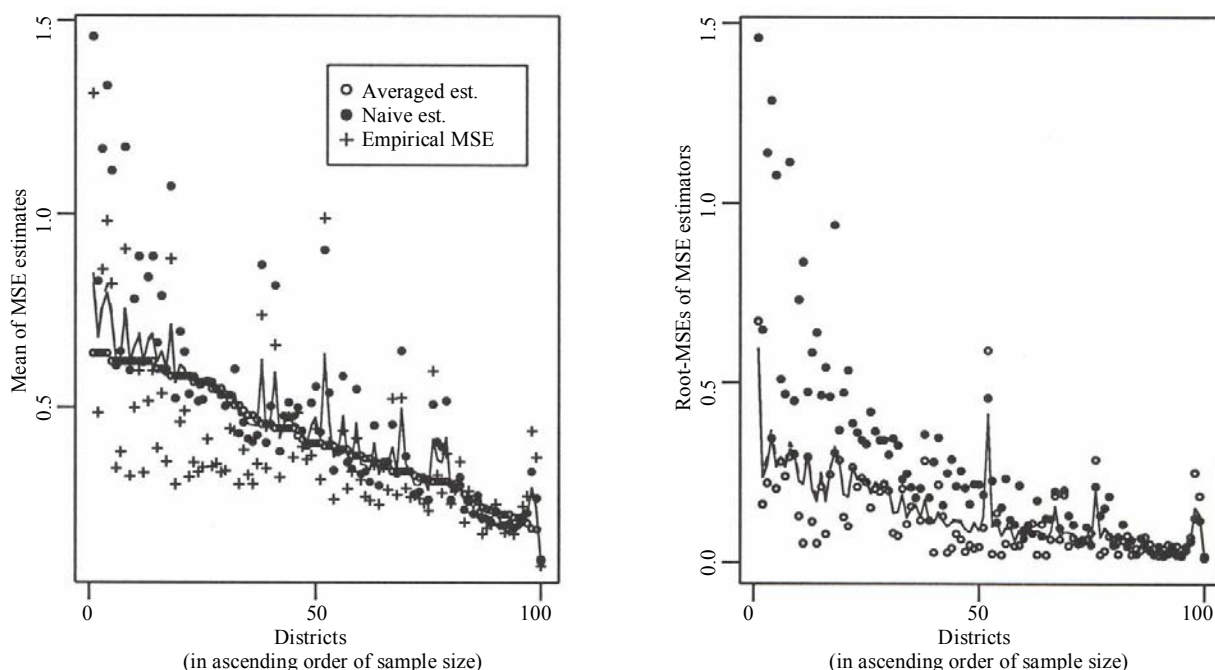 Mean of MSE estimates
1.5
1.0
0.5
Averaged est.
Naive est.
Empirical MSE
0
50
100
Districts
(in ascending order of sample size)
Root-MSEs of MSE estimators
1.5
1.0
0.5
0.0
0
50
100
Districts
(in ascending order of sample size)